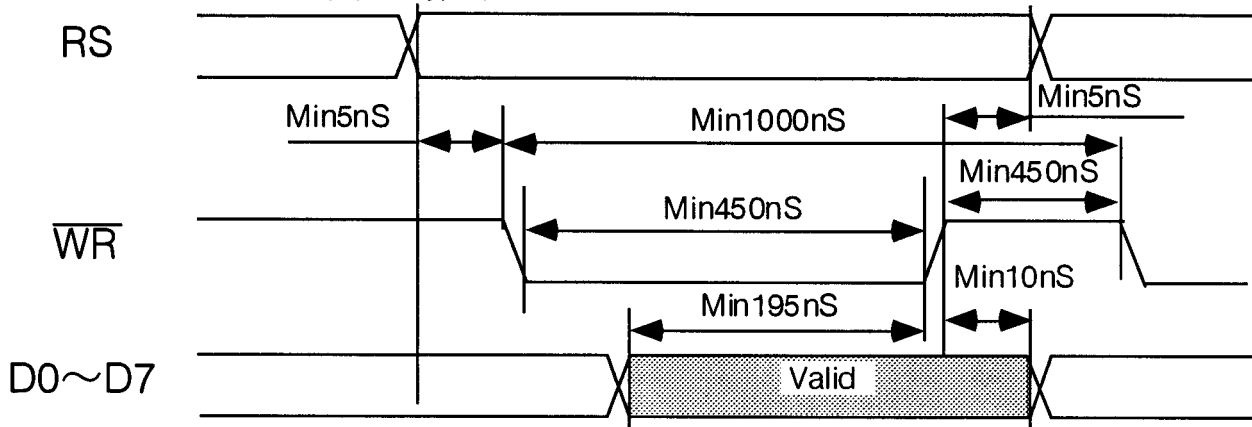 RS
Min5nS
Min1000nS
Min5nS
Min450nS
Min450nS
WR
Min10nS
Min195nS
D0～D7
Valid